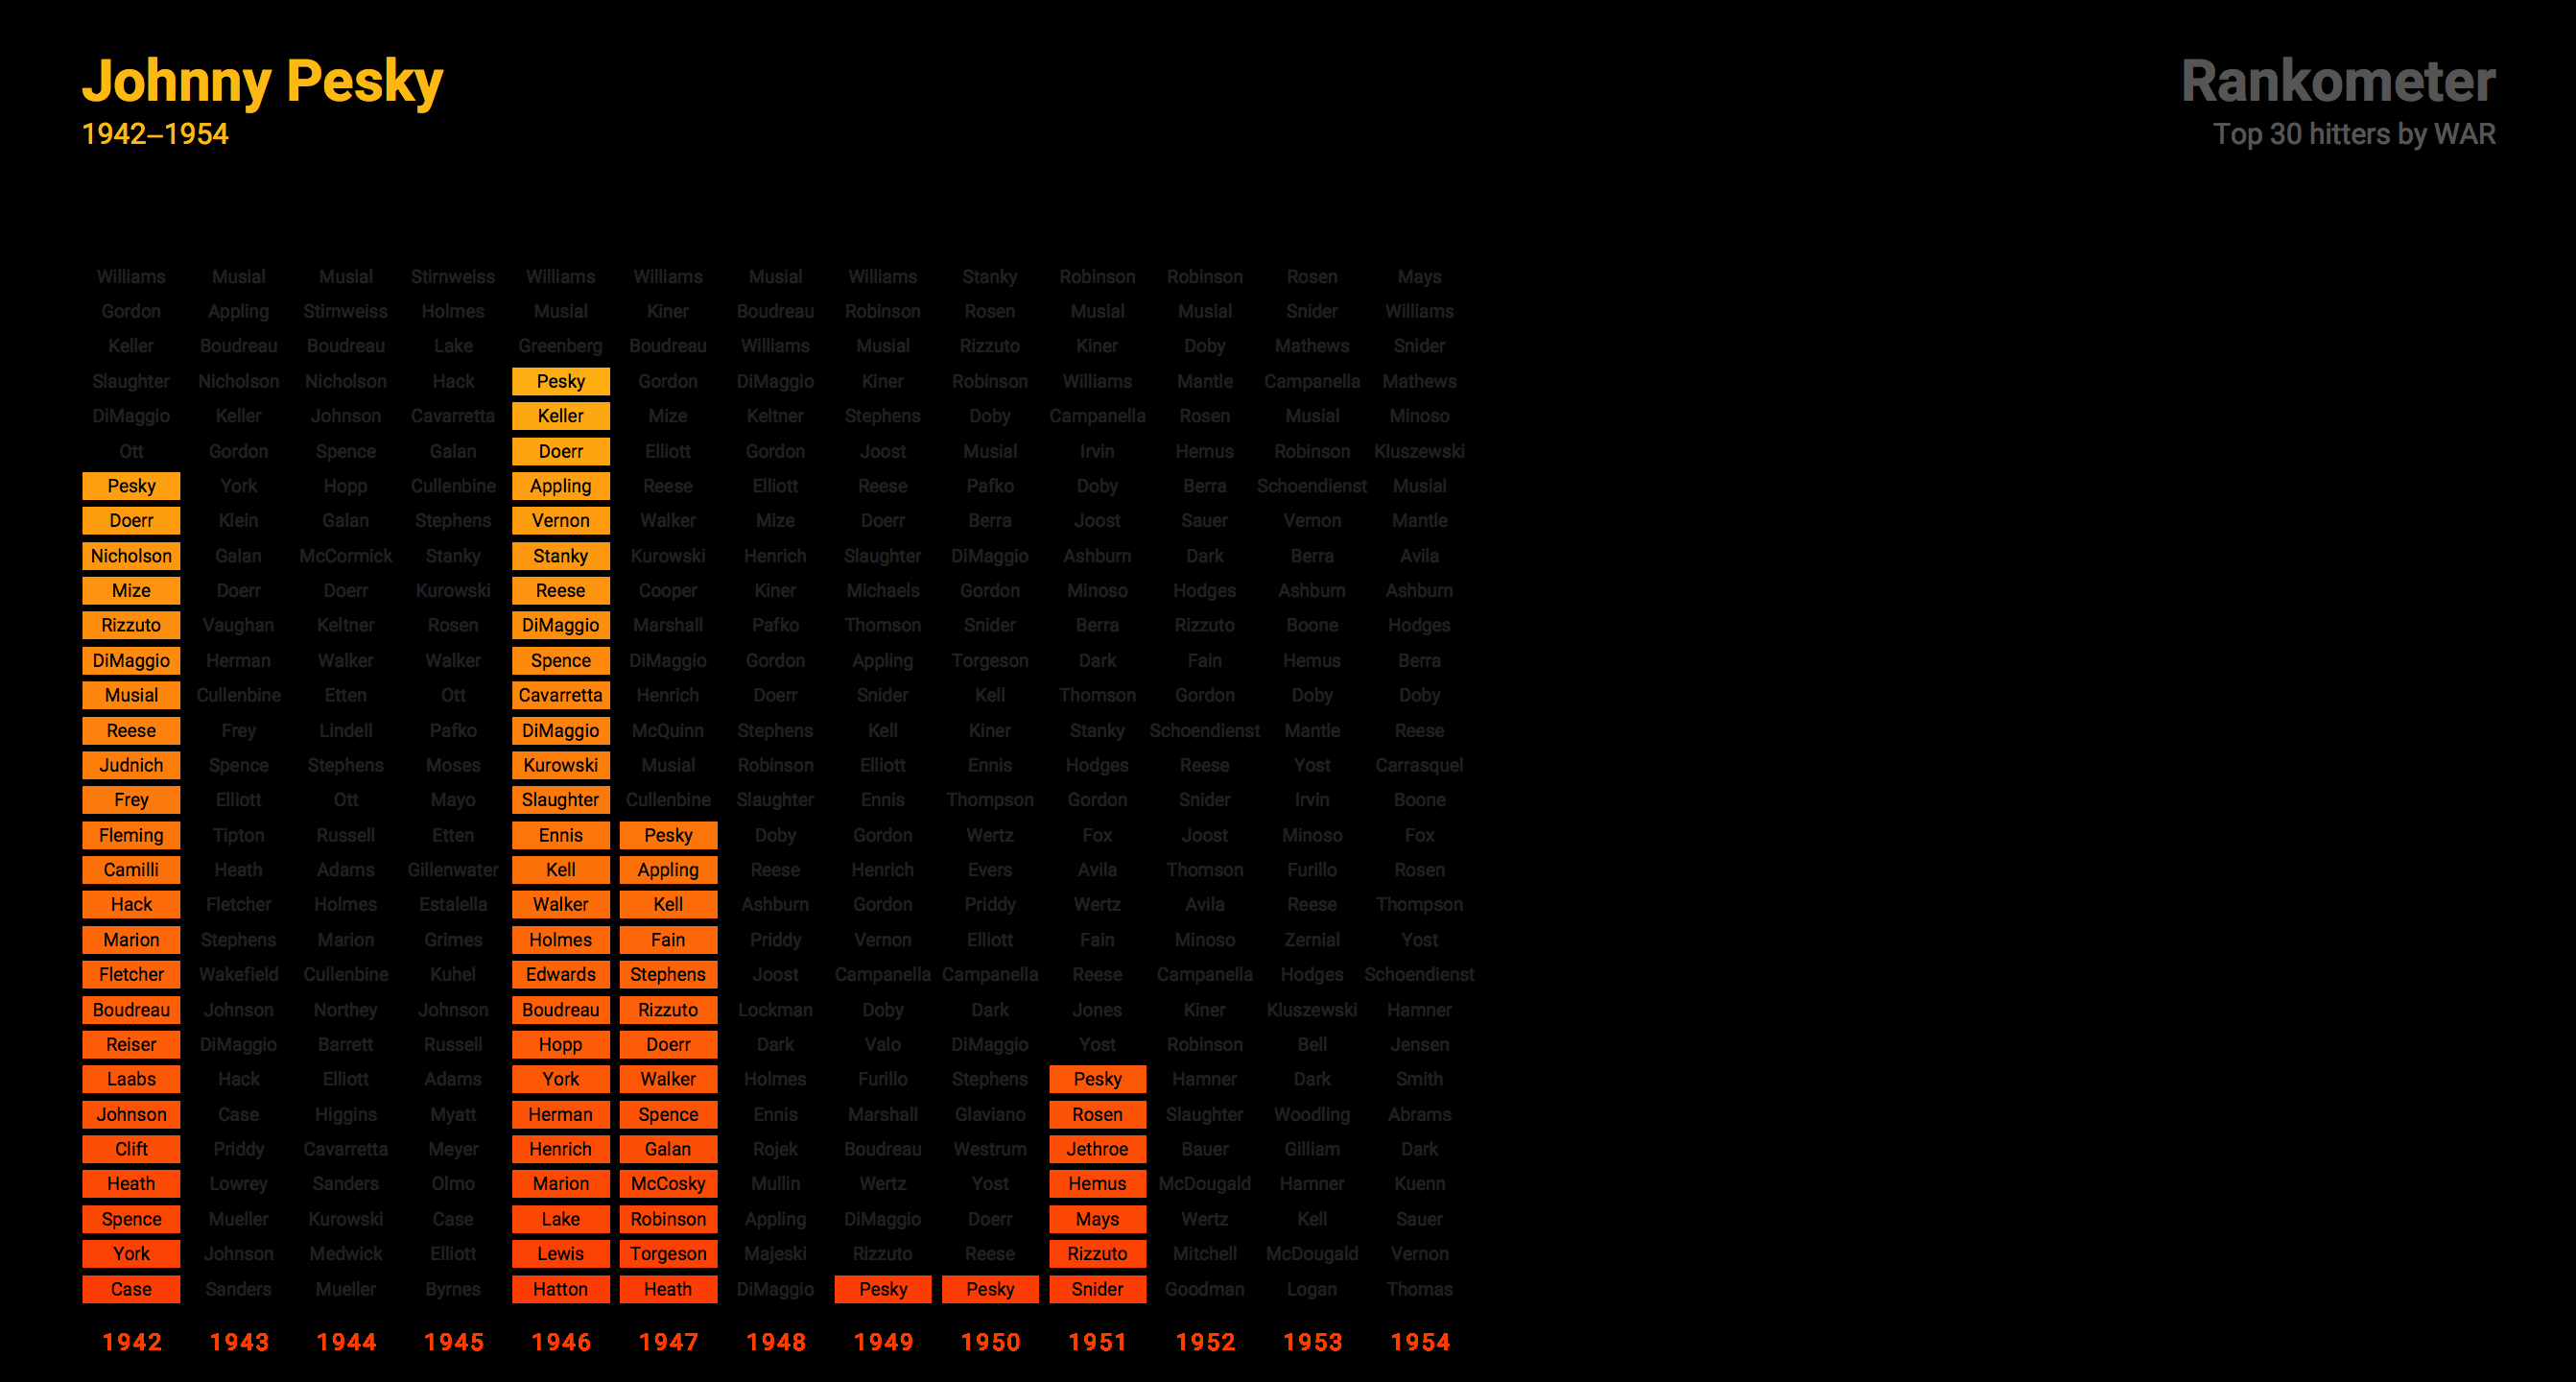 Johnny Pesky
1942–1954
Rankometer
Top 30 hitters by WAR
Williams Musial Musial Stirnweiss Williams Williams Musial Williams Stanky Robinson Robinson Rosen Mays
Gordon Appling Stirnweiss Holmes Musial Kiner Boudreau Robinson Rosen Musial Musial Snider Williams
Keller Boudreau Boudreau Lake Greenberg Boudreau Williams Musial Rizzuto Kiner Doby Mathews Snider
Slaughter Nicholson Nicholson Hack Pesky Gordon DiMaggio Kiner Robinson Williams Mantle Campanella Mathews
DiMaggio Keller Johnson Cavarretta Keller Mize Keltner Stephens Doby Campanella Rosen Musial Minoso
Ott Gordon Spence Galan Doerr Elliott Gordon Joost Musial Irvin Hemus Robinson Kluszewski
Pesky York Hopp Cullenbine Appling Reese Elliott Reese Pafko Doby Berra Schoendienst Musial
Doerr Klein Galan Stephens Vernon Walker Mize Doerr Berra Joost Sauer Vernon Mantle
Nicholson Galan McCormick Stanky Stanky Kurowski Henrich Slaughter DiMaggio Ashburn Dark Berra Avila
Mize Doerr Doerr Kurowski Reese Cooper Kiner Michaels Gordon Minoso Hodges Ashburn Ashburn
Rizzuto Vaughan Keltner Rosen DiMaggio Marshall Pafko Thomson Snider Berra Rizzuto Boone Hodges
DiMaggio Herman Walker Walker Spence DiMaggio Gordon Appling Torgeson Dark Fain Hemus Berra
Musial Cullenbine Etten Ott Cavarretta Henrich Doerr Snider Kell Thomson Gordon Doby Doby
Reese Frey Lindell Pafko DiMaggio McQuinn Stephens Kell Kiner Stanky Schoendienst Mantle Reese
Judnich Spence Stephens Moses Kurowski Musial Robinson Elliott Ennis Hodges Reese Yost Carrasquel
Frey Elliott Ott Mayo Slaughter Cullenbine Slaughter Ennis Thompson Gordon Snider Irvin Boone
Fleming Tipton Russell Etten Ennis Pesky Doby Gordon Wertz Fox Joost Minoso Fox
Camilli Heath Adams Gillenwater Kell Appling Reese Henrich Evers Avila Thomson Furillo Rosen
Hack Fletcher Holmes Estalella Walker Kell Ashburn Gordon Priddy Wertz Avila Reese Thompson
Marion Stephens Marion Grimes Holmes Fain Priddy Vernon Elliott Fain Minoso Zernial Yost
Fletcher Wakefield Cullenbine Kuhel Edwards Stephens Joost Campanella Campanella Reese Campanella Hodges Schoendienst
Boudreau Johnson Northey Johnson Boudreau Rizzuto Lockman Doby Dark Jones Kiner Kluszewski Hamner
Reiser DiMaggio Barrett Russell Hopp Doerr Dark Valo DiMaggio Yost Robinson Bell Jensen
Laabs Hack Elliott Adams York Walker Holmes Furillo Stephens Pesky Hamner Dark Smith
Johnson Case Higgins Myatt Herman Spence Ennis Marshall Glaviano Rosen Slaughter Woodling Abrams
Clift Priddy Cavarretta Meyer Henrich Galan Rojek Boudreau Westrum Jethroe Bauer Gilliam Dark
Heath Lowrey Sanders Olmo Marion McCosky Mullin Wertz Yost Hemus McDougald Hamner Kuenn
Spence Mueller Kurowski Case Lake Robinson Appling DiMaggio Doerr Mays Wertz Kell Sauer
York Johnson Medwick Elliott Lewis Torgeson Majeski Rizzuto Reese Rizzuto Mitchell McDougald Vernon
Case Sanders Mueller Byrnes Hatton Heath DiMaggio Pesky Pesky Snider Goodman Logan Thomas
1942 1943 1944 1945 1946 1947 1948 1949 1950 1951 1952 1953 1954